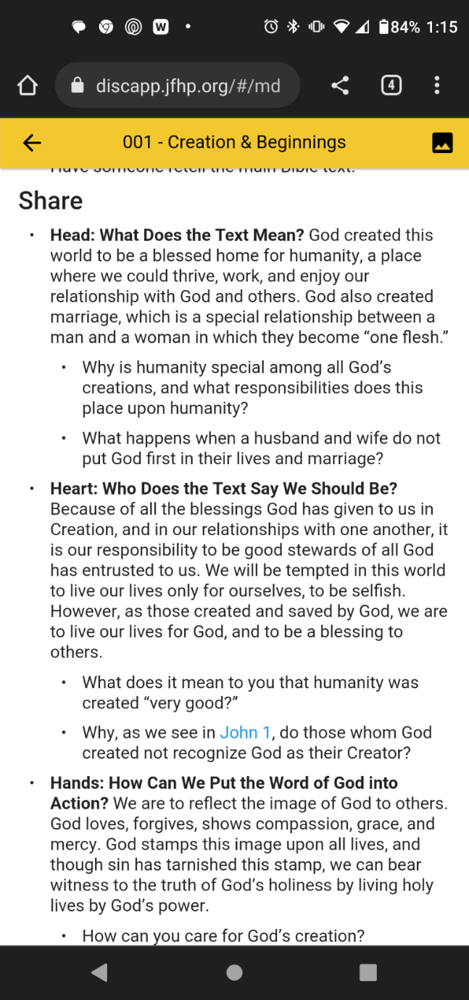 W
84% 1:15
discapp.jfhp.org/#/md
4
001 - Creation & Beginnings
Have someone retell the main Bible text.
Share
• Head: What Does the Text Mean? God created this
world to be a blessed home for humanity, a place
where we could thrive, work, and enjoy our
relationship with God and others. God also created
marriage, which is a special relationship between a
man and a woman in which they become “one flesh.”
• Why is humanity special among all God’s
creations, and what responsibilities does this
place upon humanity?
• What happens when a husband and wife do not
put God first in their lives and marriage?
• Heart: Who Does the Text Say We Should Be?
Because of all the blessings God has given to us in
Creation, and in our relationships with one another, it
is our responsibility to be good stewards of all God
has entrusted to us. We will be tempted in this world
to live our lives only for ourselves, to be selfish.
However, as those created and saved by God, we are
to live our lives for God, and to be a blessing to
others.
• What does it mean to you that humanity was
created “very good?”
• Why, as we see in John 1, do those whom God
created not recognize God as their Creator?
• Hands: How Can We Put the Word of God into
Action? We are to reflect the image of God to others.
God loves, forgives, shows compassion, grace, and
mercy. God stamps this image upon all lives, and
though sin has tarnished this stamp, we can bear
witness to the truth of God’s holiness by living holy
lives by God’s power.
• How can you care for God’s creation?